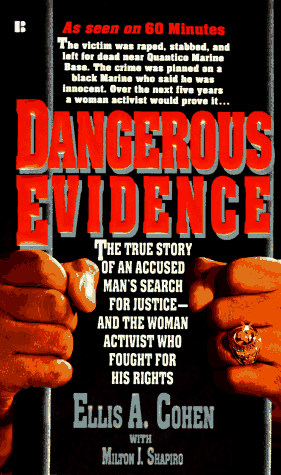 B
As seen on 60 Minutes
The victim was raped, stabbed, and
left for dead near Quantico Marine
Base. The crime was pinned on a
black Marine who said he was
innocent. Over the next five years
a woman activist would prove it...
DANGEROUS
EVIDENCE
THE TRUE STORY
OF AN ACCUSED
MAN'S SEARCH
FOR JUSTICE—
AND THE WOMAN
ACTIVIST WHO
FOUGHT FOR
HIS RIGHTS
ELLIS A. COHEN
WITH
MILTON J. SHAPIRO